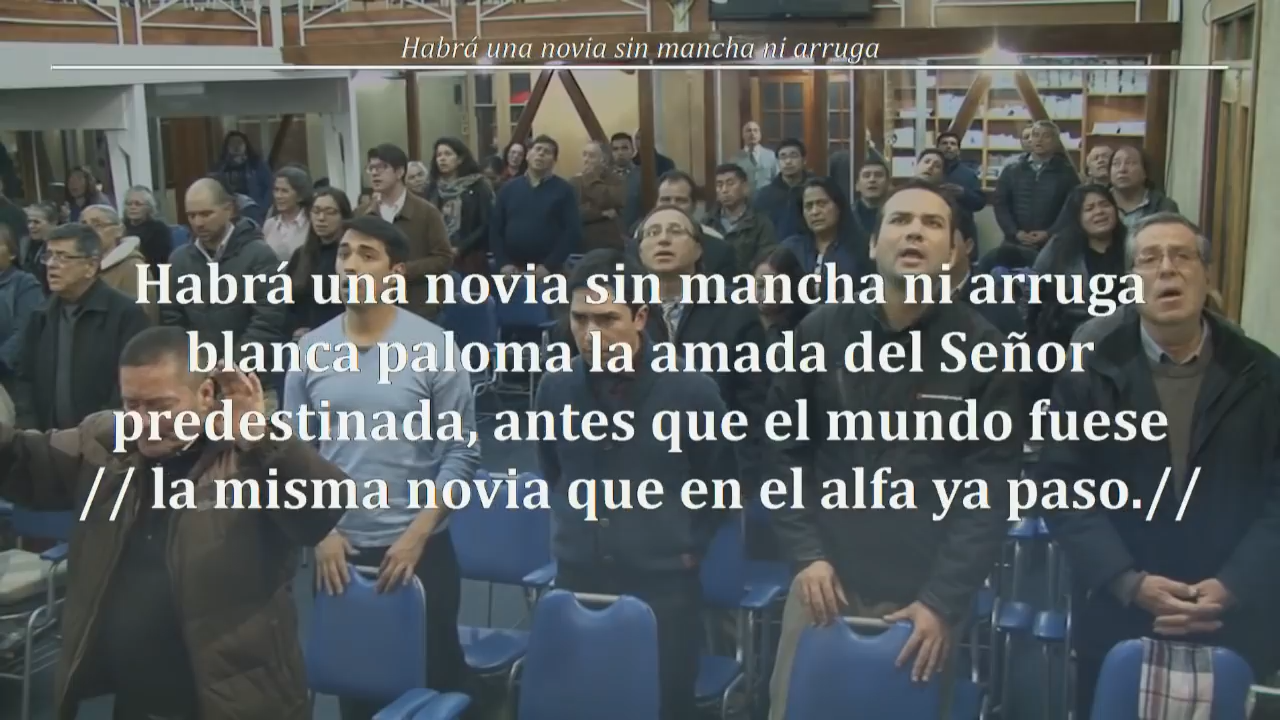 Habrá una novia sin mancha ni arruga
Habrá una novia sin mancha ni arruga
blanca paloma la amada del Señor
predestinada, antes que el mundo fuese
// la misma novia que en el alfa ya paso.//